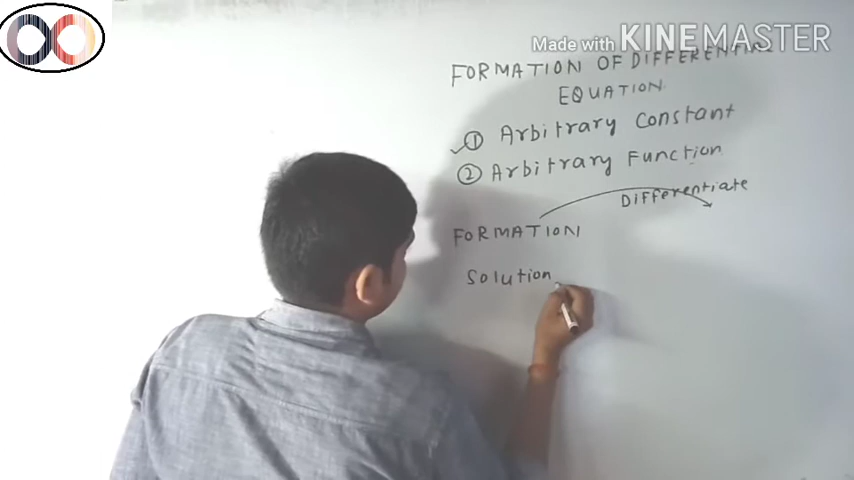 Made with KINEMASTER
FORMATION OF DIFFERENTIAL
EQUATION
① Arbitrary Constant
② Arbitrary Function
Differentiate
FORMATION
Solution